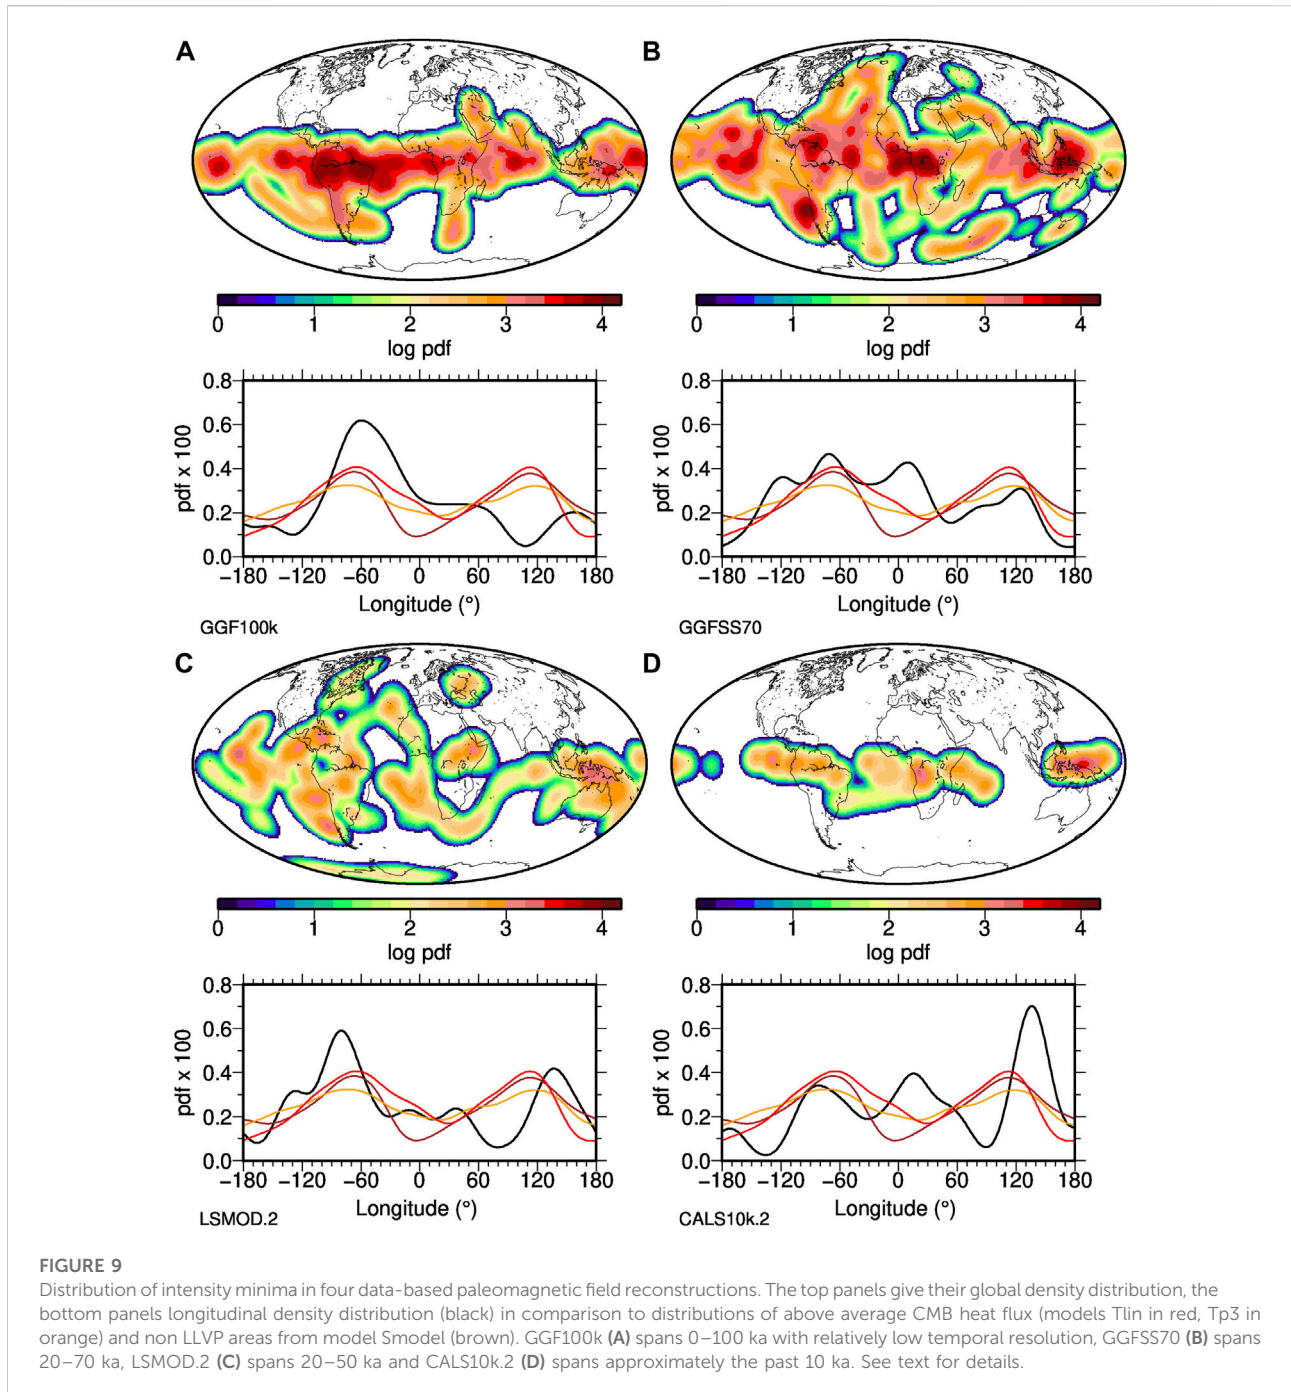 A
B
0 1 2 3 4
log pdf
0 1 2 3 4
log pdf
0.8
0.6
0.4
0.2
0.0
pdf x 100
−180 −120 −60 0 60 120 180
Longitude (°)
GGF100k
0.8
0.6
0.4
0.2
0.0
pdf x 100
−180 −120 −60 0 60 120 180
Longitude (°)
GGFSS70
C
D
0 1 2 3 4
log pdf
0 1 2 3 4
log pdf
0.8
0.6
0.4
0.2
0.0
pdf x 100
−180 −120 −60 0 60 120 180
Longitude (°)
LSMOD.2
0.8
0.6
0.4
0.2
0.0
pdf x 100
−180 −120 −60 0 60 120 180
Longitude (°)
CALS10k.2
FIGURE 9
Distribution of intensity minima in four data-based paleomagnetic field reconstructions. The top panels give their global density distribution, the
bottom panels longitudinal density distribution (black) in comparison to distributions of above average CMB heat flux (models Tlin in red, Tp3 in
orange) and non LLVP areas from model Smodel (brown). GGF100k (A) spans 0–100 ka with relatively low temporal resolution, GGFSS70 (B) spans
20–70 ka, LSMOD.2 (C) spans 20–50 ka and CALS10k.2 (D) spans approximately the past 10 ka. See text for details.